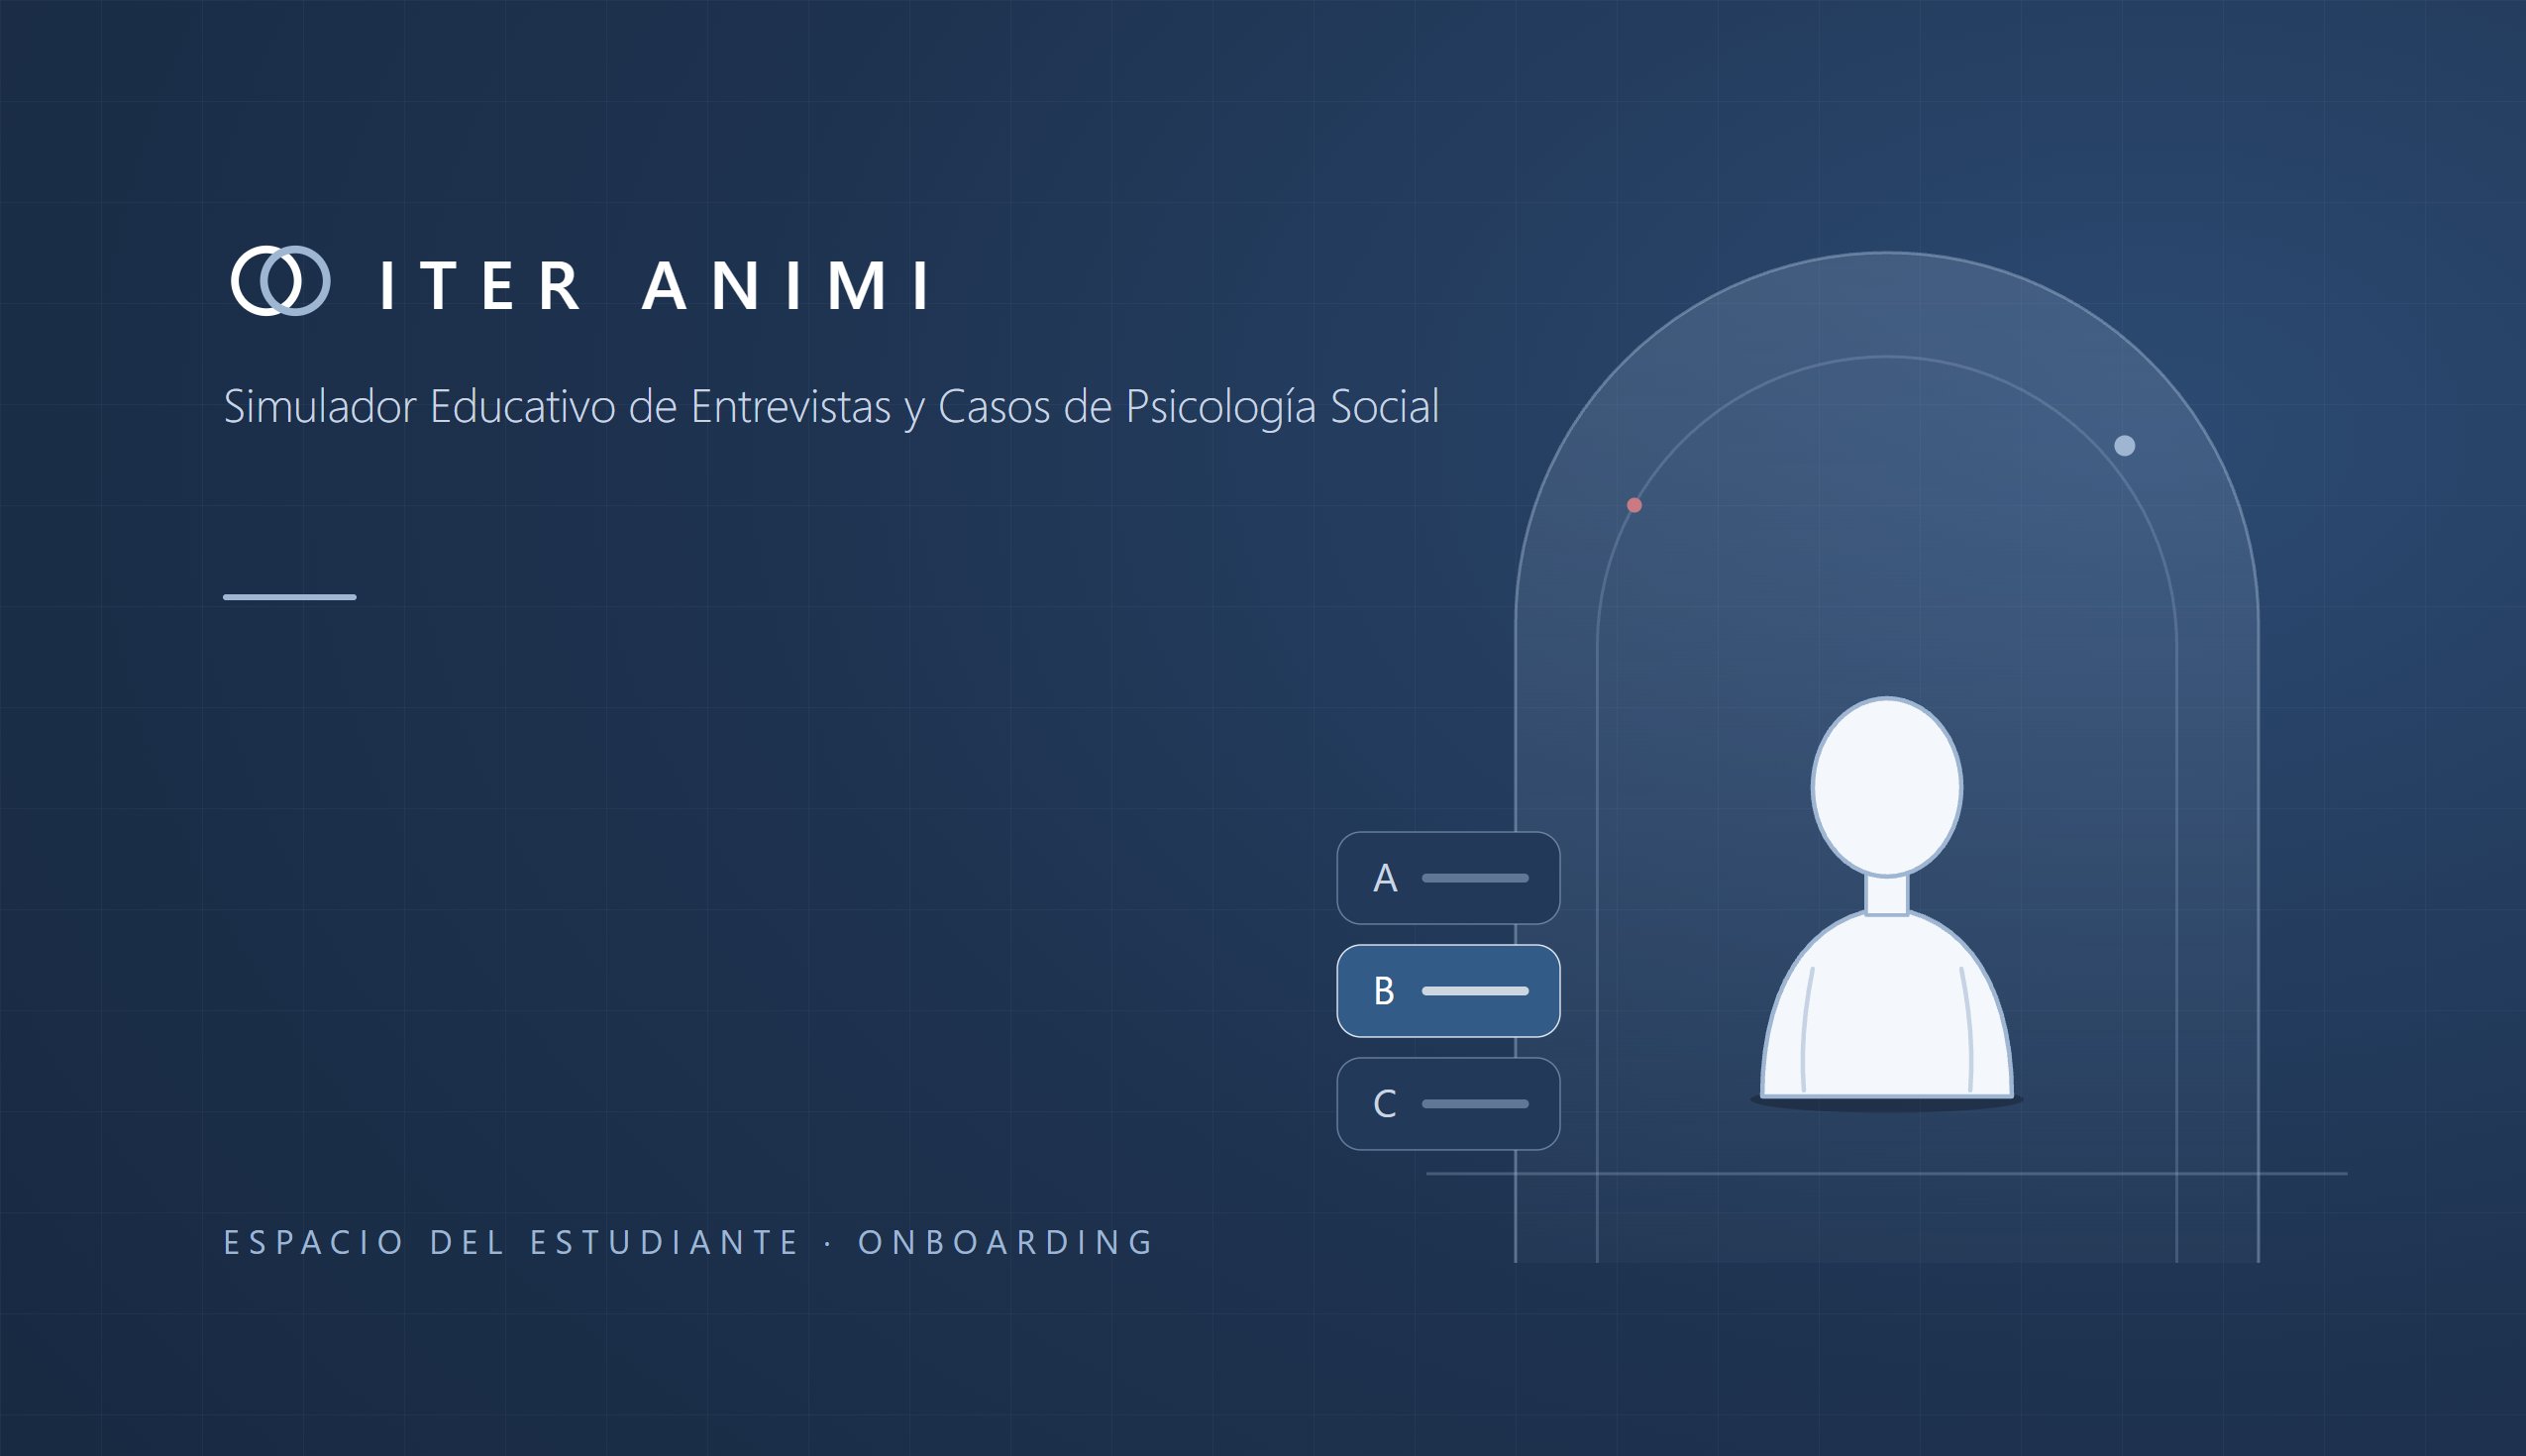 ITER ANIMI
Simulador Educativo de Entrevistas y Casos de Psicología Social
A
B
C
ESPACIO DEL ESTUDIANTE · ONBOARDING